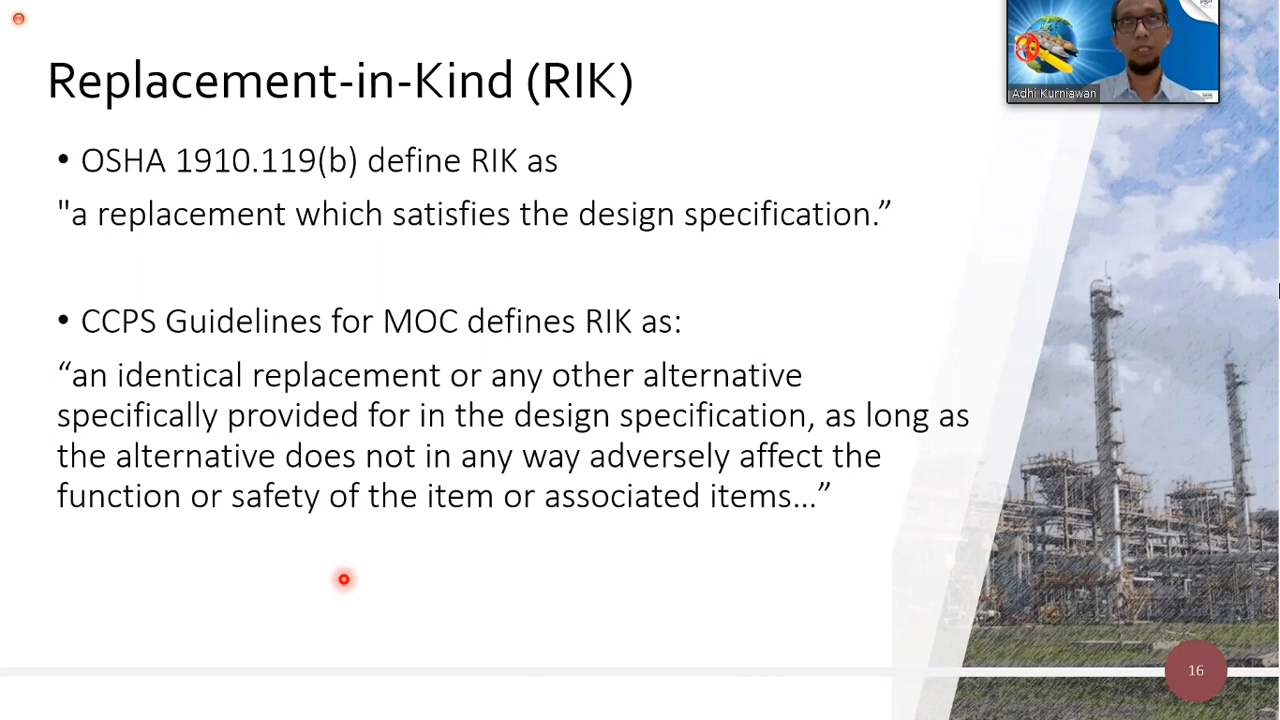 Replacement-in-Kind (RIK)
Adhi Kurniawan
• OSHA 1910.119(b) define RIK as
"a replacement which satisfies the design specification.”
• CCPS Guidelines for MOC defines RIK as:
“an identical replacement or any other alternative
specifically provided for in the design specification, as long as
the alternative does not in any way adversely affect the
function or safety of the item or associated items...”
16